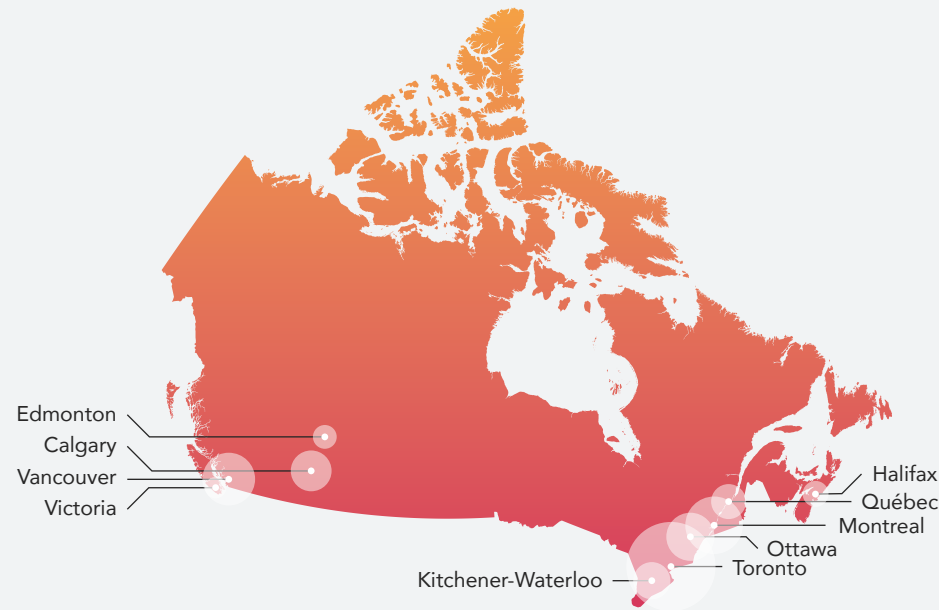 Edmonton
Calgary
Vancouver
Victoria
Halifax
Québec
Montreal
Ottawa
Toronto
Kitchener-Waterloo